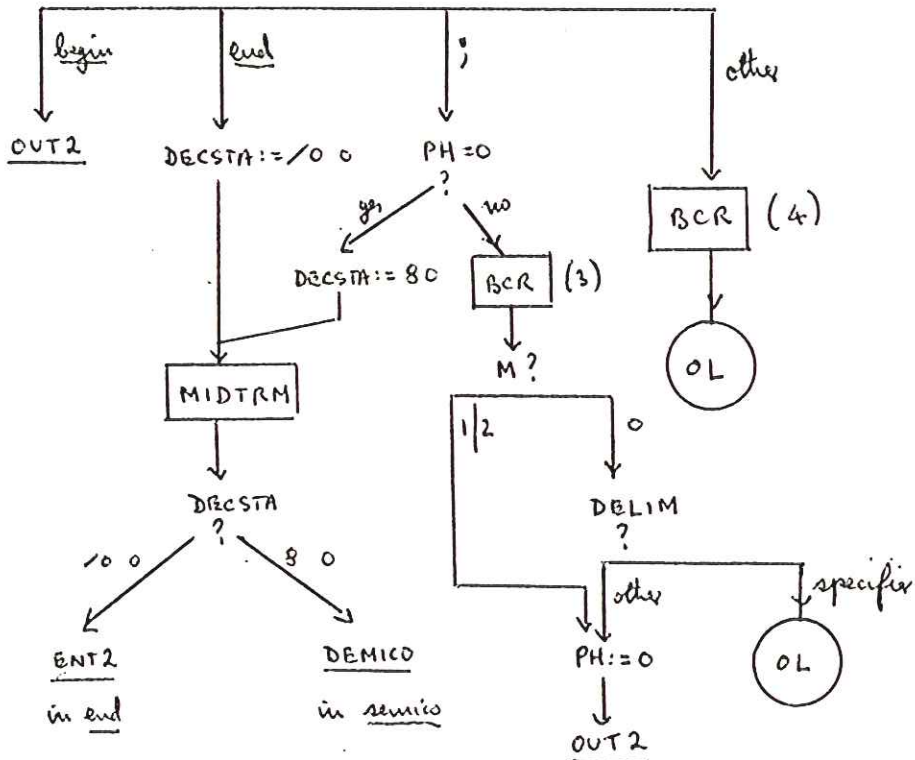 begin
end
;
other
OUT2
DECSTA:=/0 0
PH=0
?
yes
no
BCR (4)
DECSTA:=8 0
BCR (3)
OL
M?
MIDTRM
1/2
0
DECSTA
?
DELIM
?
/0 0
8 0
other
specifier
ENT2
in end
DEMICO
in semico
PH:=0
OL
OUT2